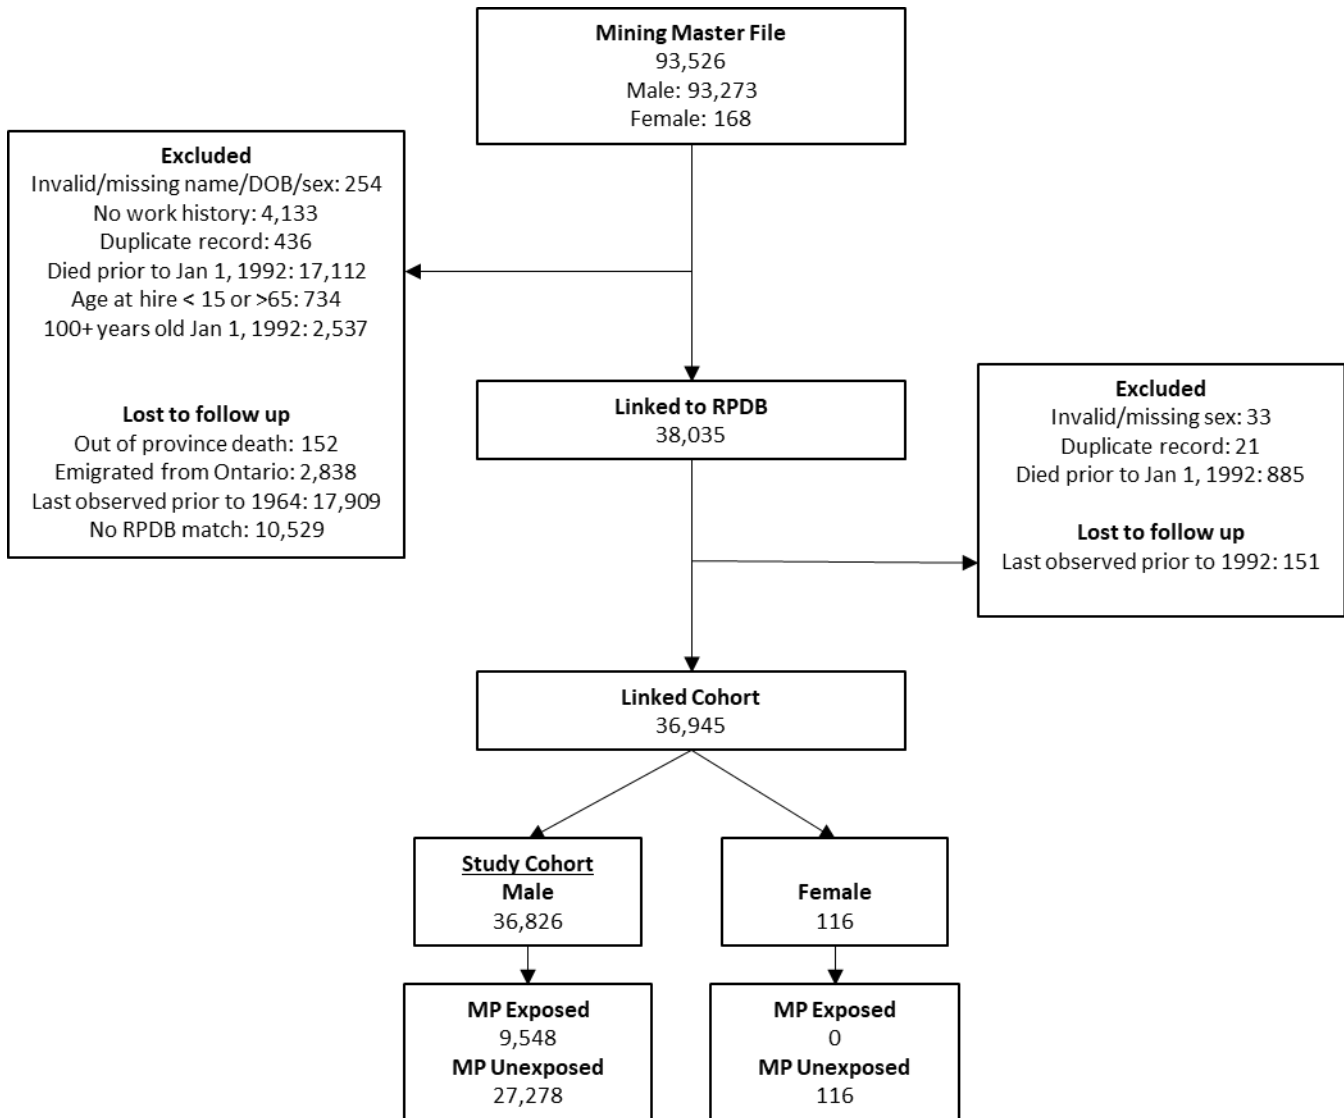 Mining Master File
93,526
Male: 93,273
Female: 168
Excluded
Invalid/missing name/DOB/sex: 254
No work history: 4,133
Duplicate record: 436
Died prior to Jan 1, 1992: 17,112
Age at hire < 15 or >65: 734
100+ years old Jan 1, 1992: 2,537
Lost to follow up
Out of province death: 152
Emigrated from Ontario: 2,838
Last observed prior to 1964: 17,909
No RPDB match: 10,529
Linked to RPDB
38,035
Excluded
Invalid/missing sex: 33
Duplicate record: 21
Died prior to Jan 1, 1992: 885
Lost to follow up
Last observed prior to 1992: 151
Linked Cohort
36,945
Study Cohort
Male
36,826
Female
116
MP Exposed
9,548
MP Unexposed
27,278
MP Exposed
0
MP Unexposed
116